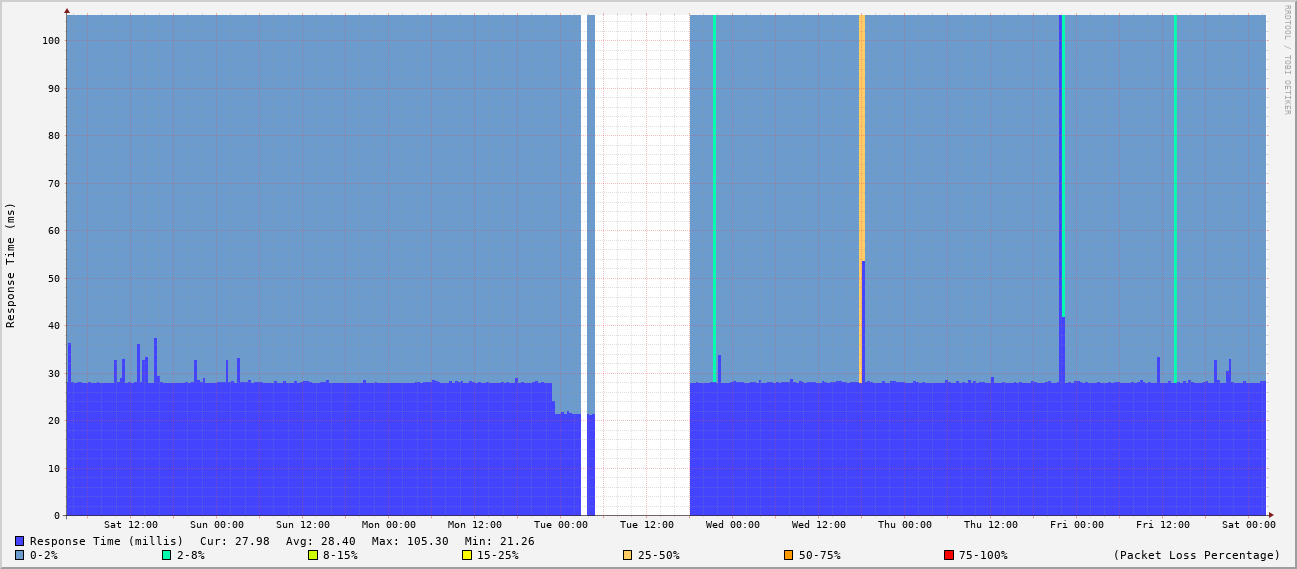 RRDTOOL / TOBI OETIKER
Response Time (ms)
100
90
80
70
60
50
40
30
20
10
0
Sat 12:00 Sun 00:00 Sun 12:00 Mon 00:00 Mon 12:00 Tue 00:00 Tue 12:00 Wed 00:00 Wed 12:00 Thu 00:00 Thu 12:00 Fri 00:00 Fri 12:00 Sat 00:00
Response Time (millis) Cur: 27.98 Avg: 28.40 Max: 105.30 Min: 21.26
0-2% 2-8% 8-15% 15-25% 25-50% 50-75% 75-100% (Packet Loss Percentage)